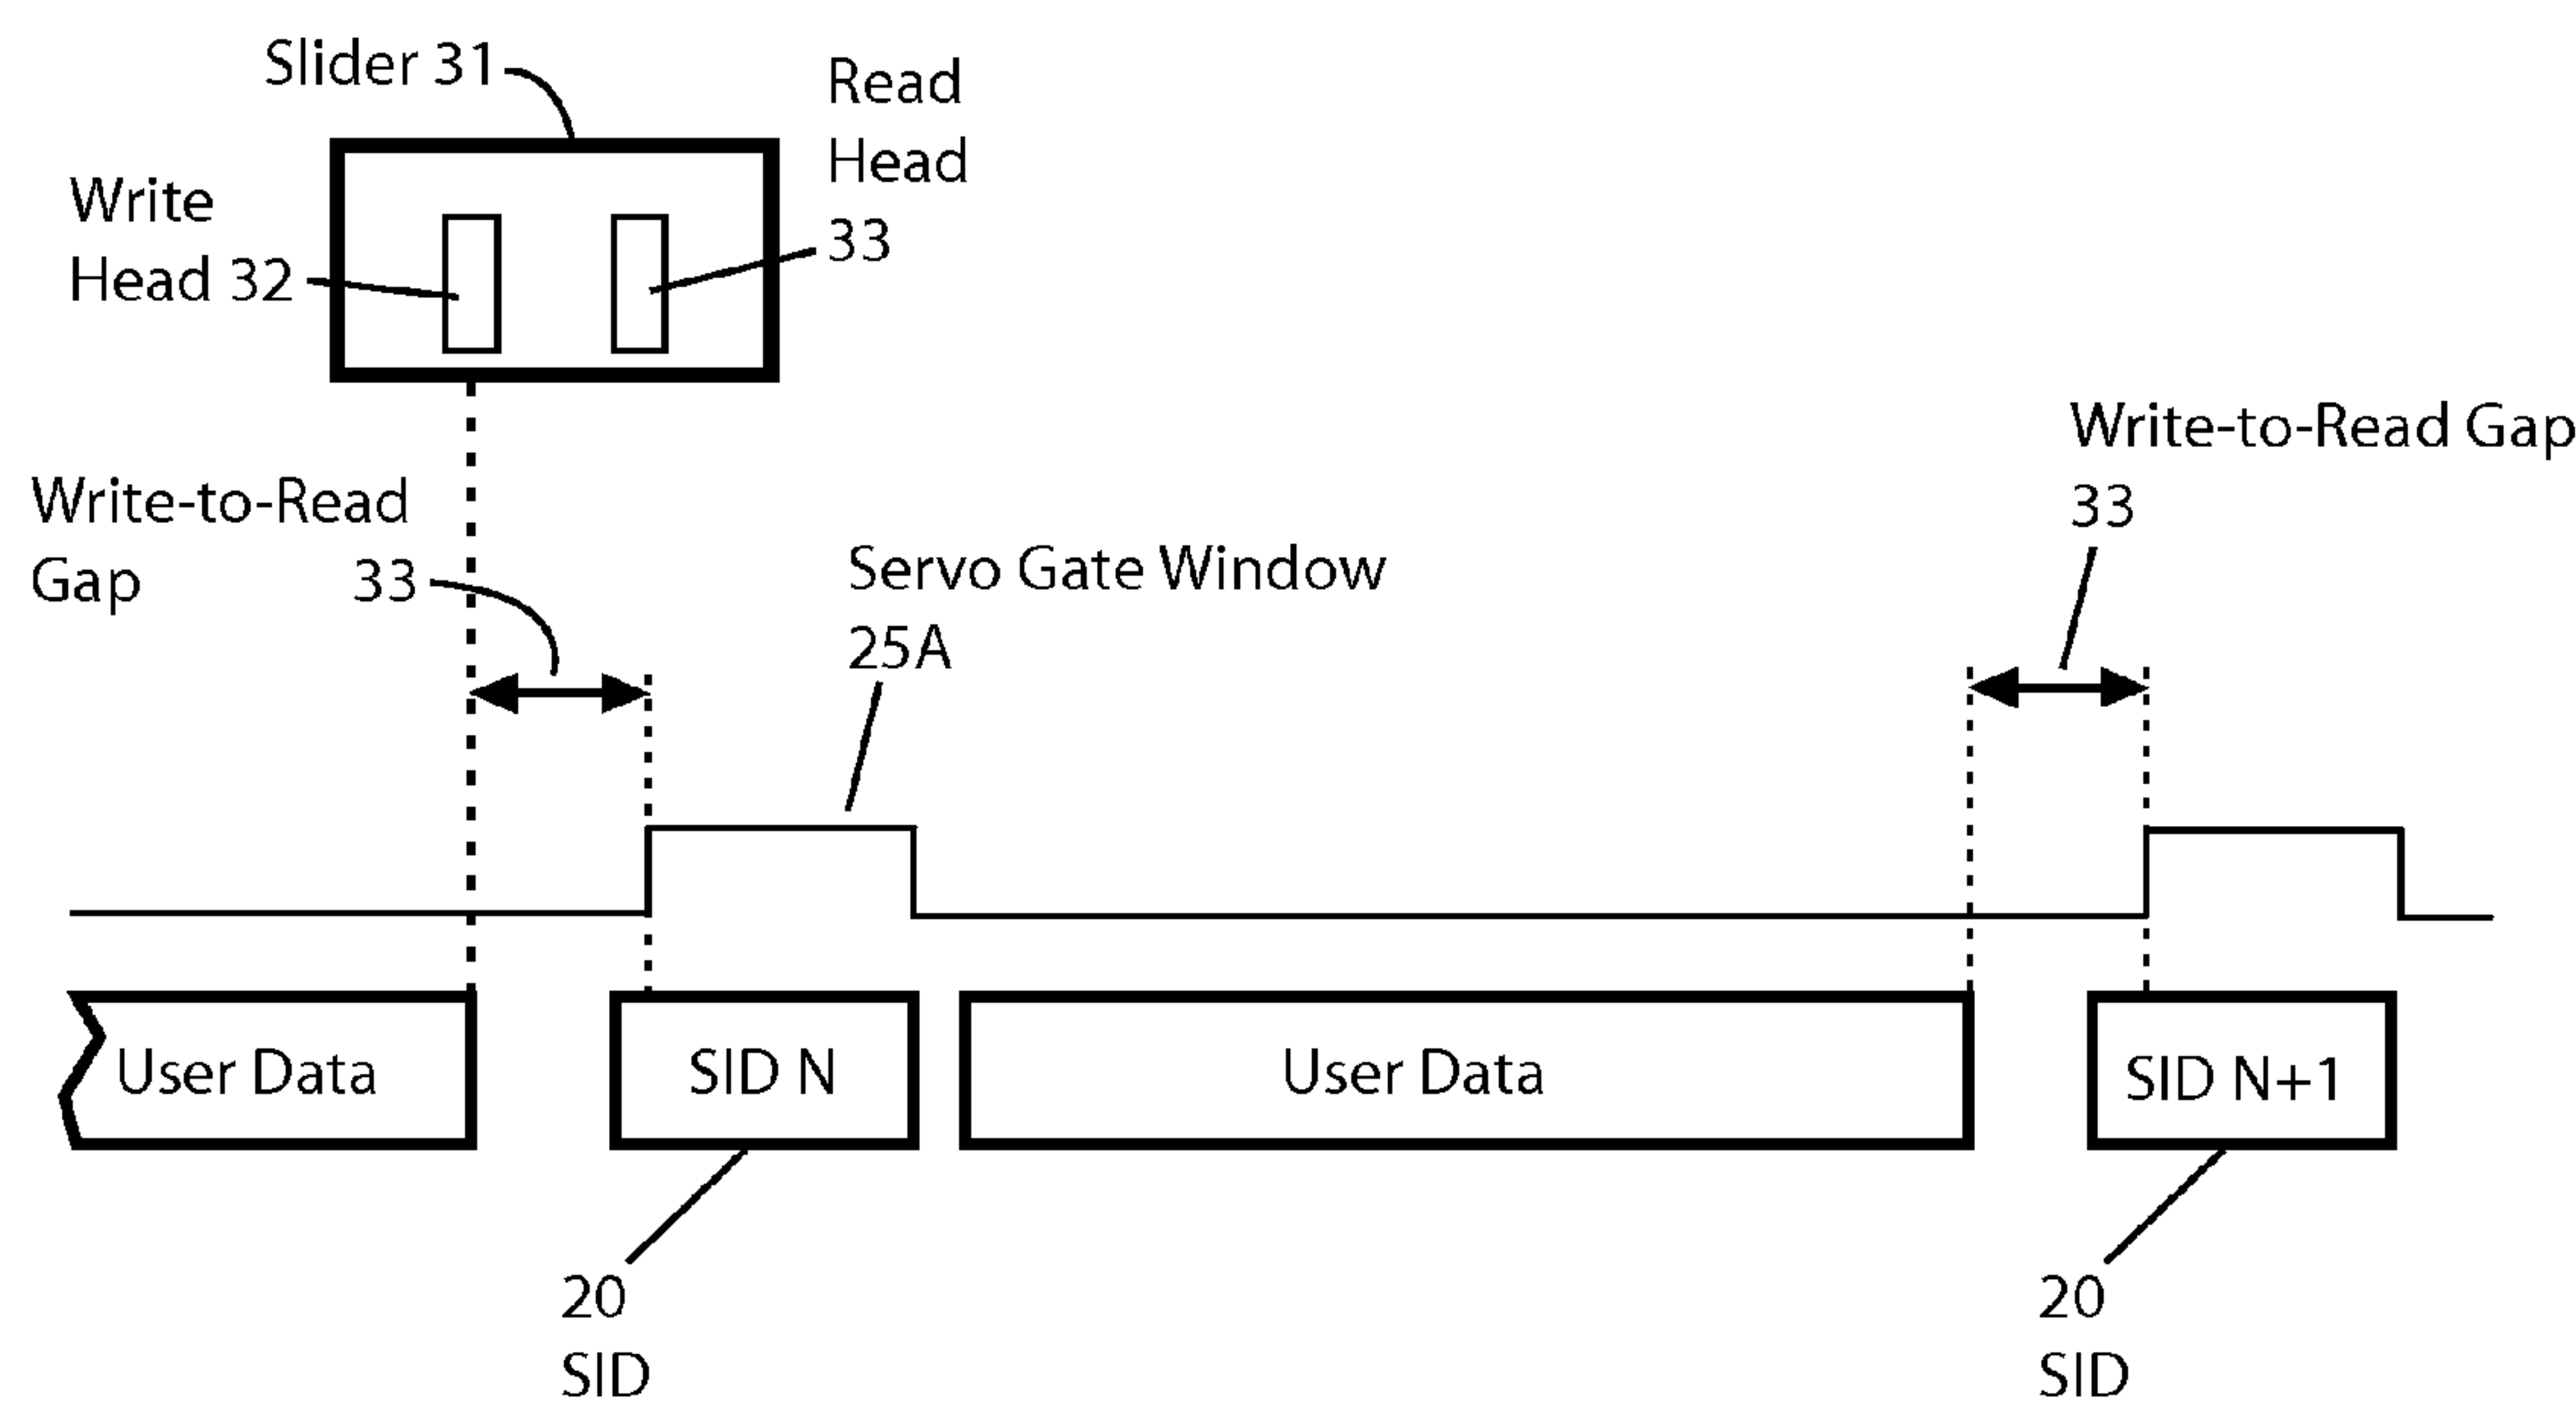 Slider 31
Read
Head
33
Write
Head 32
Write-to-Read Gap
33
Write-to-Read
Gap 33
Servo Gate Window
25A
User Data
SID N
User Data
SID N+1
20
SID
20
SID